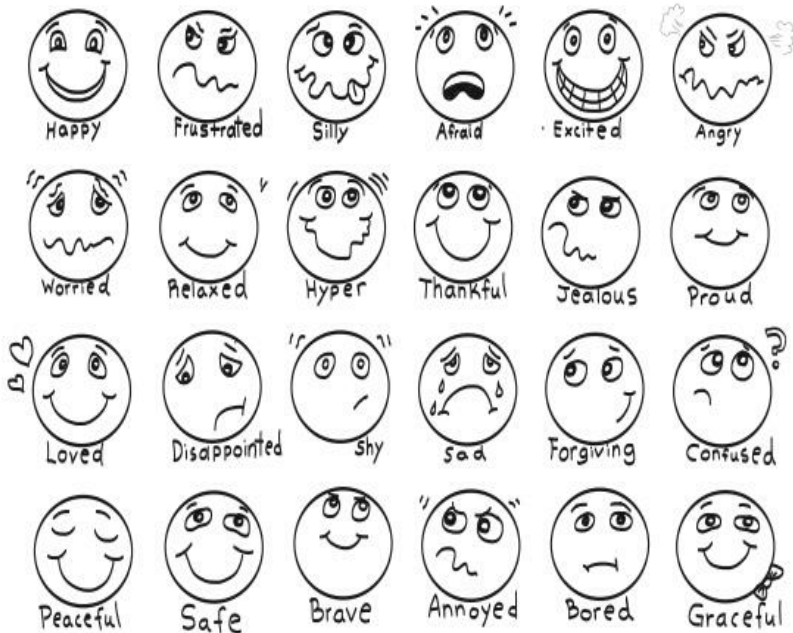 Happy Frustrated Silly Afraid Excited Angry
Worried Relaxed Hyper Thankful Jealous Proud
Loved Disappointed Shy Sad Forgiving Confused
Peaceful Safe Brave Annoyed Bored Graceful